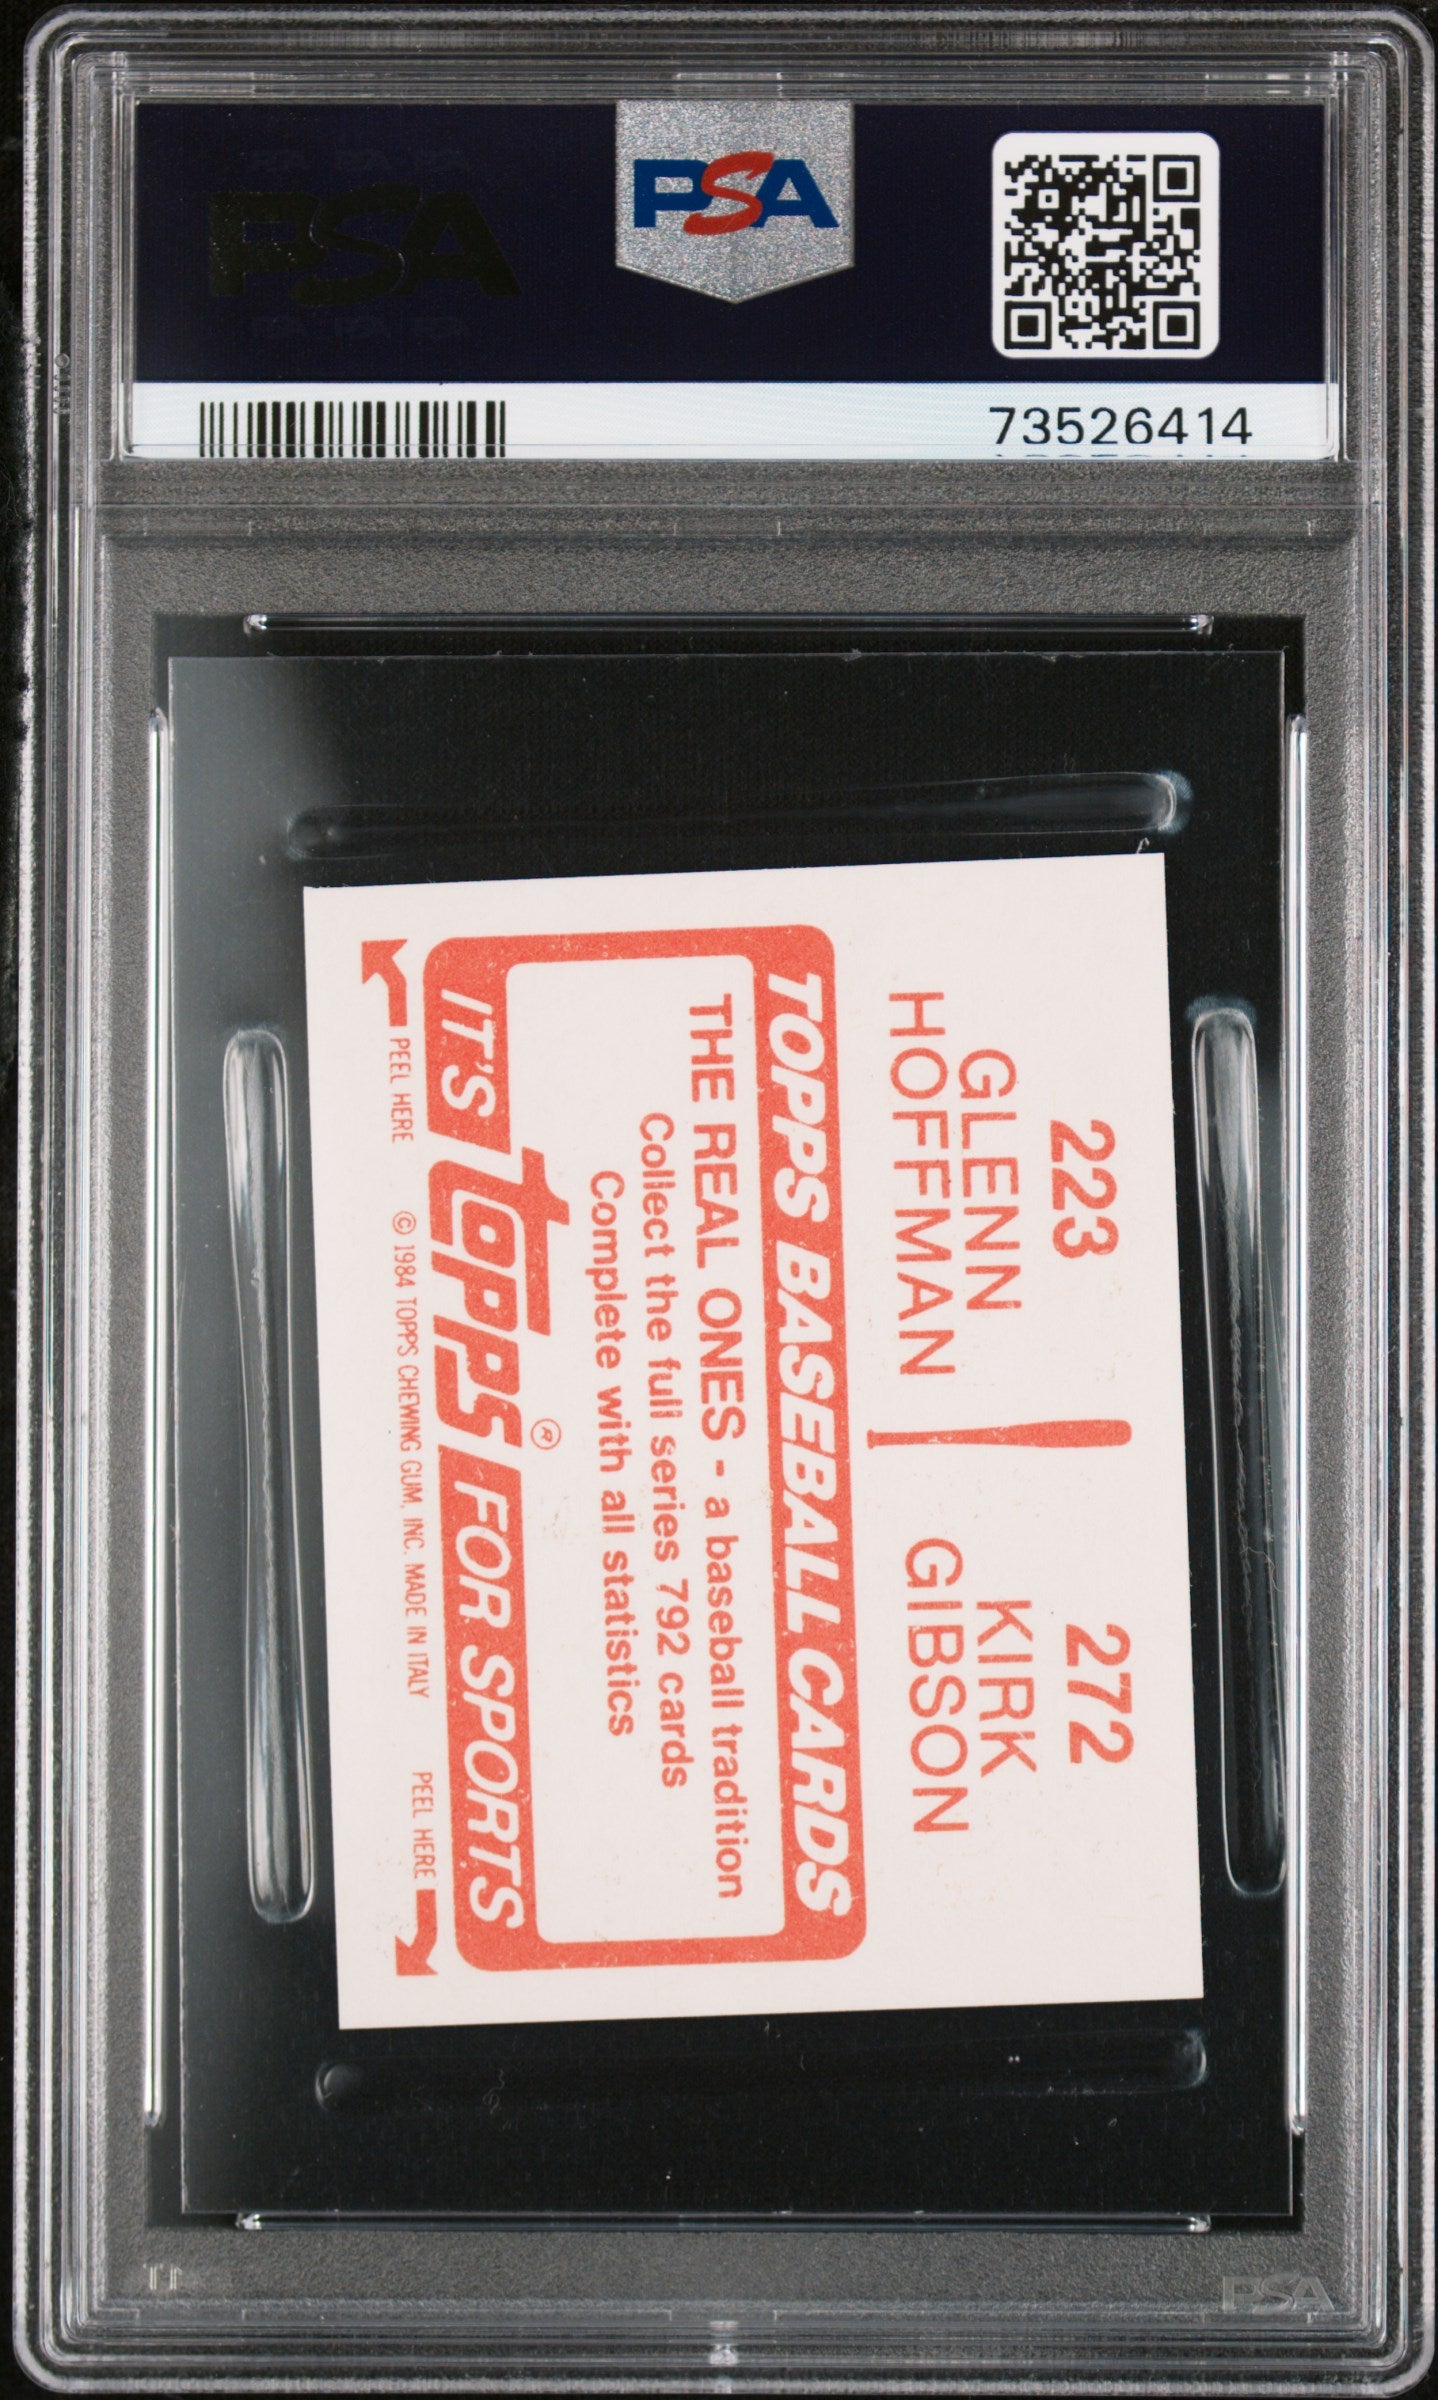 PSA
PSA
73526414
223
GLENN
HOFFMAN
272
KIRK
GIBSON
TOPPS BASEBALL CARDS
THE REAL ONES - a baseball tradition
Collect the full series 792 cards
Complete with all statistics
IT'S topps® FOR SPORTS
PEEL HERE © 1984 TOPPS CHEWING GUM, INC. MADE IN ITALY PEEL HERE
PSA